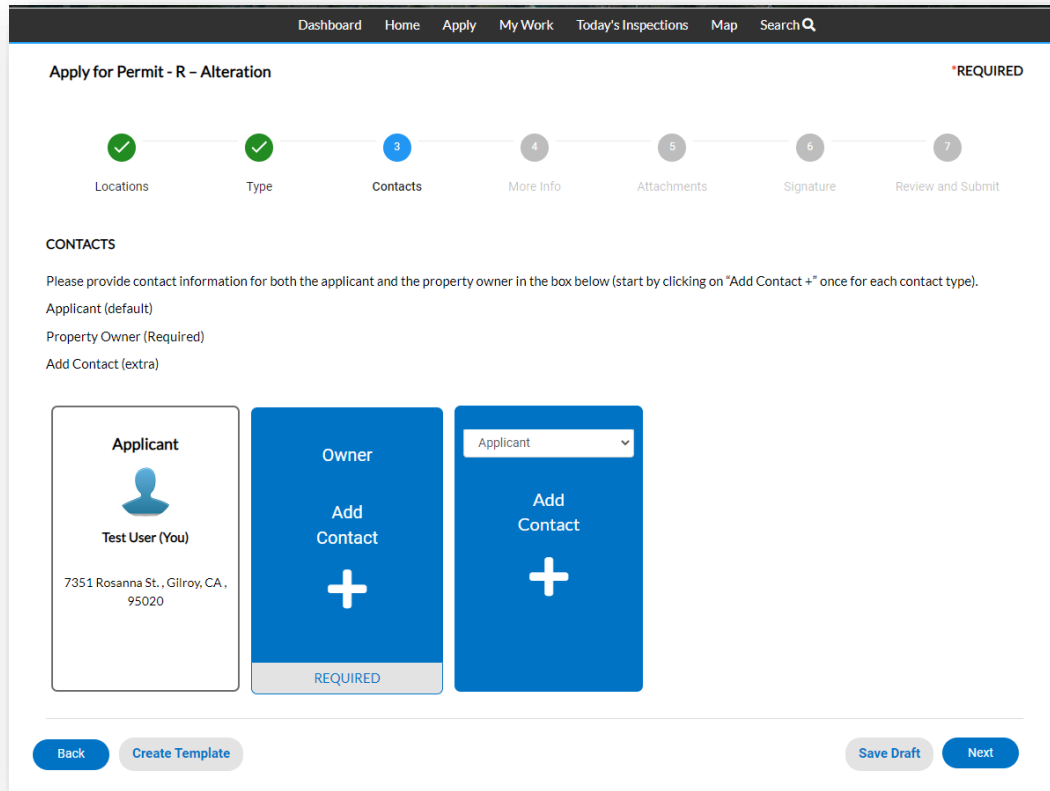 Dashboard Home Apply My Work Today's Inspections Map Search
Apply for Permit - R – Alteration
*REQUIRED
3 4 5 6 7
Locations Type Contacts More Info Attachments Signature Review and Submit
CONTACTS
Please provide contact information for both the applicant and the property owner in the box below (start by clicking on “Add Contact +” once for each contact type).
Applicant (default)
Property Owner (Required)
Add Contact (extra)
Applicant
Test User (You)
7351 Rosanna St. , Gilroy, CA ,
95020
Owner
Add
Contact
REQUIRED
Applicant
Add
Contact
Back Create Template Save Draft Next